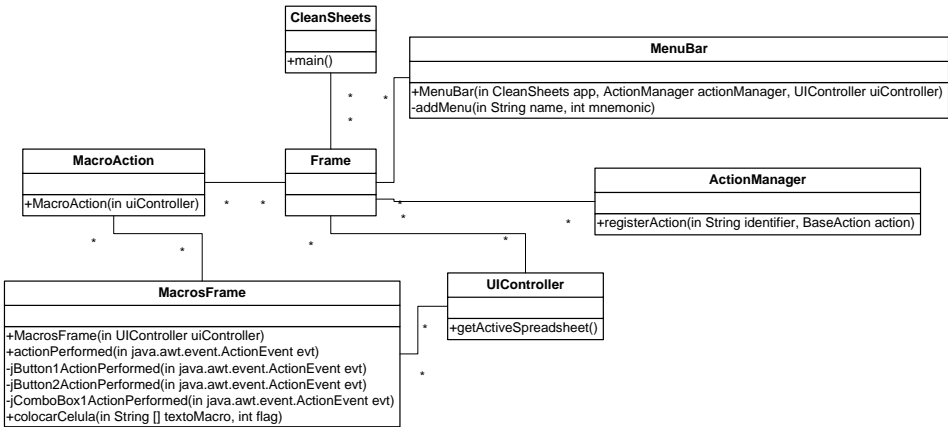 CleanSheets
+main()
MenuBar
+MenuBar(in CleanSheets app, ActionManager actionManager, UIController uiController)
-addMenu(in String name, int mnemonic)
*
*
*
MacroAction
+MacroAction(in uiController)
Frame
ActionManager
+registerAction(in String identifier, BaseAction action)
*
*
*
*
*
*
*
*
*
MacrosFrame
+MacrosFrame(in UIController uiController)
+actionPerformed(in java.awt.event.ActionEvent evt)
-jButton1ActionPerformed(in java.awt.event.ActionEvent evt)
-jButton2ActionPerformed(in java.awt.event.ActionEvent evt)
-jComboBox1ActionPerformed(in java.awt.event.ActionEvent evt)
+colocarCelula(in String [] textoMacro, int flag)
UIController
+getActiveSpreadsheet()
*
*